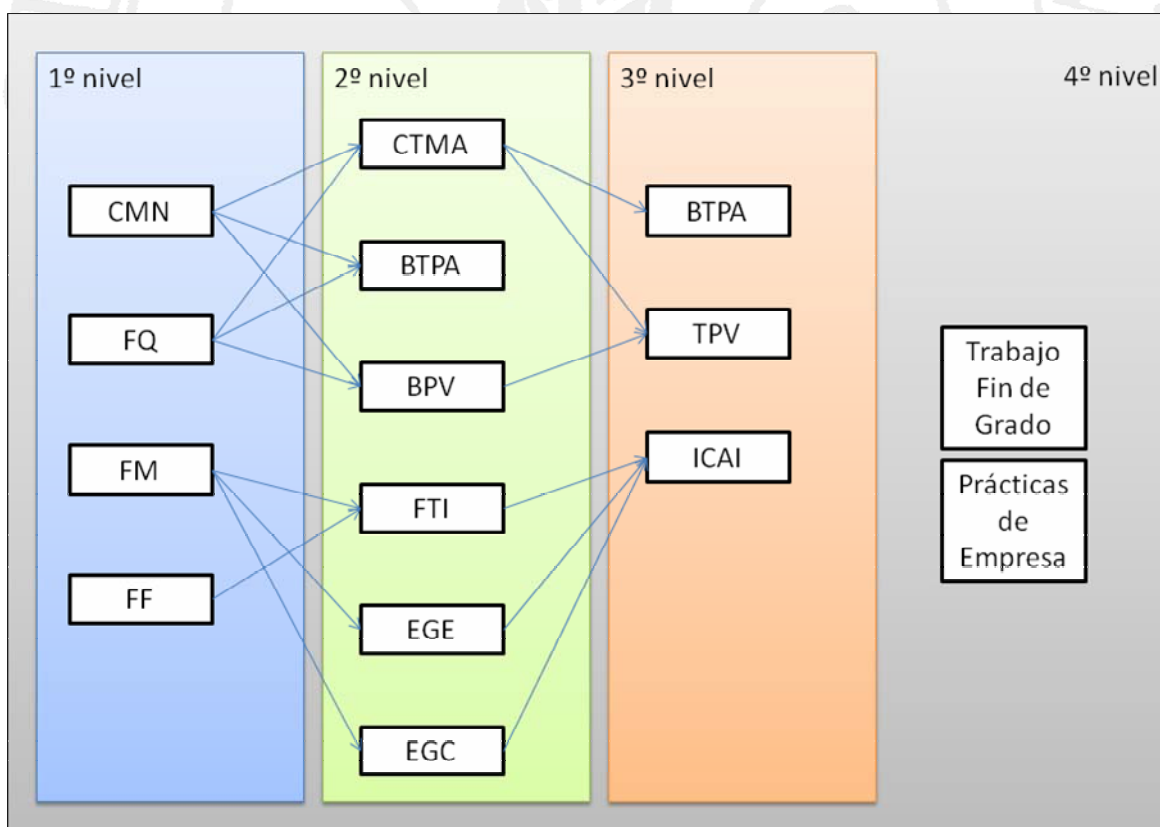 1º nivel
CMN
FQ
FM
FF
2º nivel
CTMA
BTPA
BPV
FTI
EGE
EGC
3º nivel
BTPA
TPV
ICAI
4º nivel
Trabajo
Fin de
Grado
Prácticas
de
Empresa